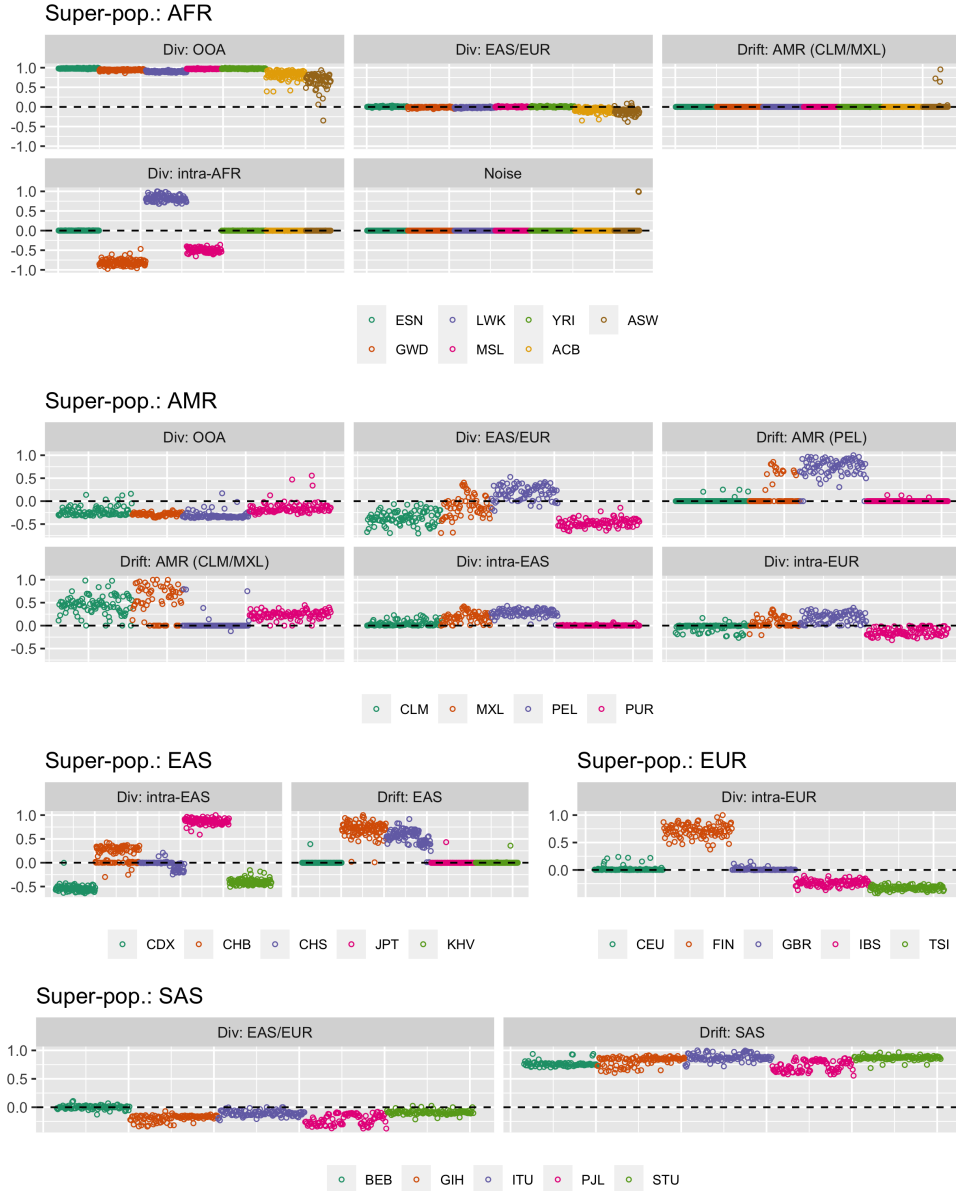 Super-pop.: AFR
Div: OOA
Div: EAS/EUR
Drift: AMR (CLM/MXL)
1.0
0.5
0.0
-0.5
-1.0
Div: intra-AFR
Noise
1.0
0.5
0.0
-0.5
-1.0
ESN LWK YRI ASW
GWD MSL ACB
Super-pop.: AMR
Div: OOA
Div: EAS/EUR
Drift: AMR (PEL)
1.0
0.5
0.0
-0.5
Drift: AMR (CLM/MXL)
Div: intra-EAS
Div: intra-EUR
1.0
0.5
0.0
-0.5
CLM MXL PEL PUR
Super-pop.: EAS
Div: intra-EAS
Drift: EAS
1.0
0.5
0.0
-0.5
CDX CHB CHS JPT KHV
Super-pop.: EUR
Div: intra-EUR
1.0
0.5
0.0
CEU FIN GBR IBS TSI
Super-pop.: SAS
Div: EAS/EUR
Drift: SAS
1.0
0.5
0.0
BEB GIH ITU PJL STU